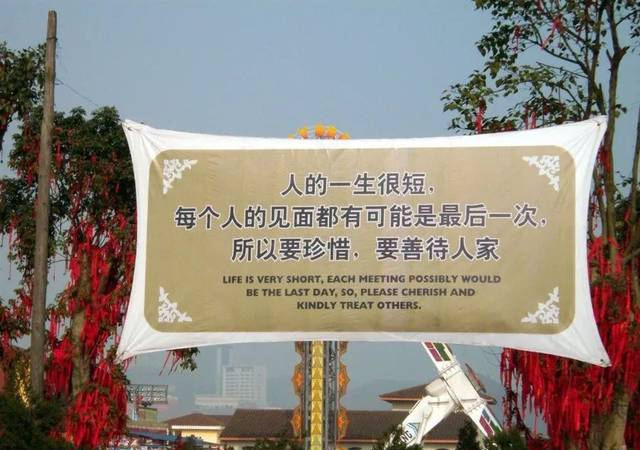 人的一生很短，
每个人的见面都有可能是最后一次，
所以要珍惜，要善待人家
LIFE IS VERY SHORT, EACH MEETING POSSIBLY WOULD
BE THE LAST DAY, SO, PLEASE CHERISH AND
KINDLY TREAT OTHERS.